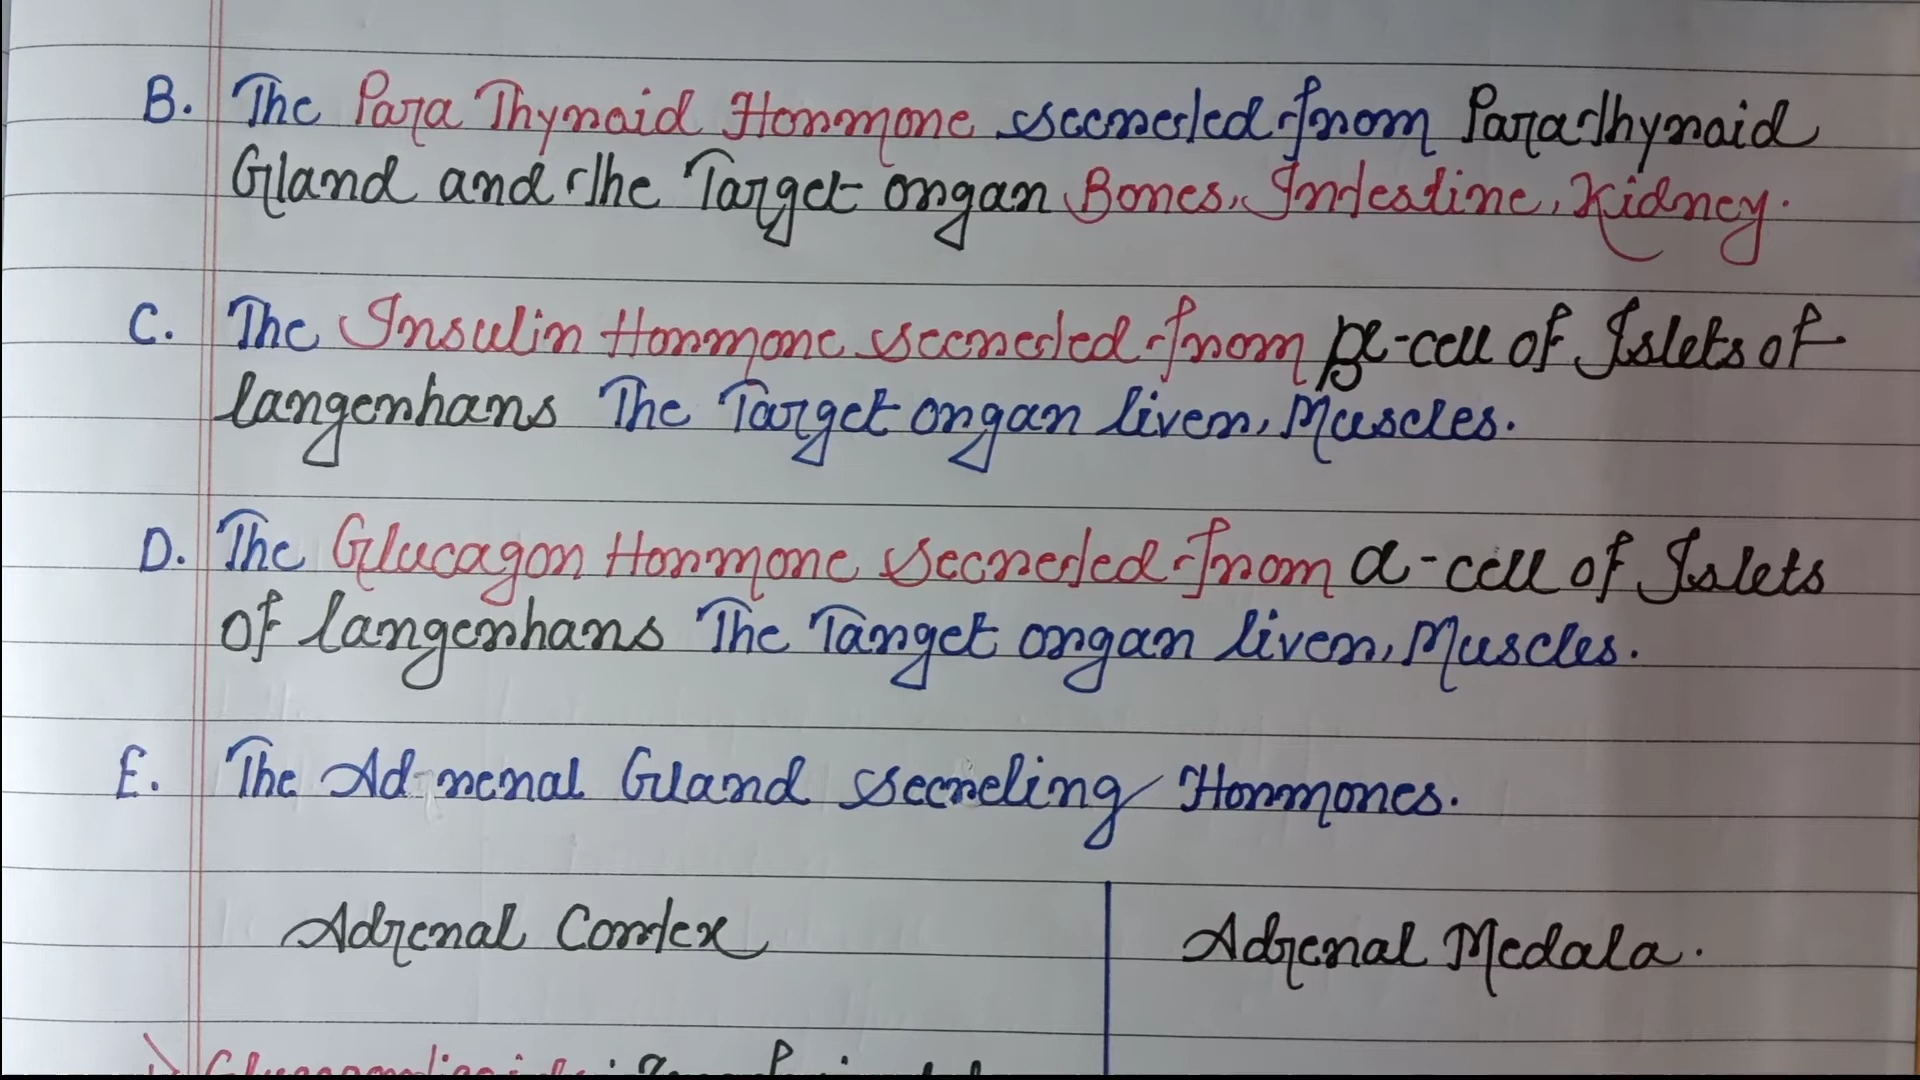 B. The Para Thyroid Hormone secreted from Parathyroid
Gland and the Target organ Bones, Intestine, Kidney.
C. The Insulin Hormone secreted from β-cell of Islets of
langerhans The Target organ liver, Muscles.
D. The Glucagon Hormone Secreted from α-cell of Islets
of langerhans The Target organ liver, Muscles.
E. The Ad-renal Gland secreting Hormones.
Adrenal Cortex
Adrenal Medala.